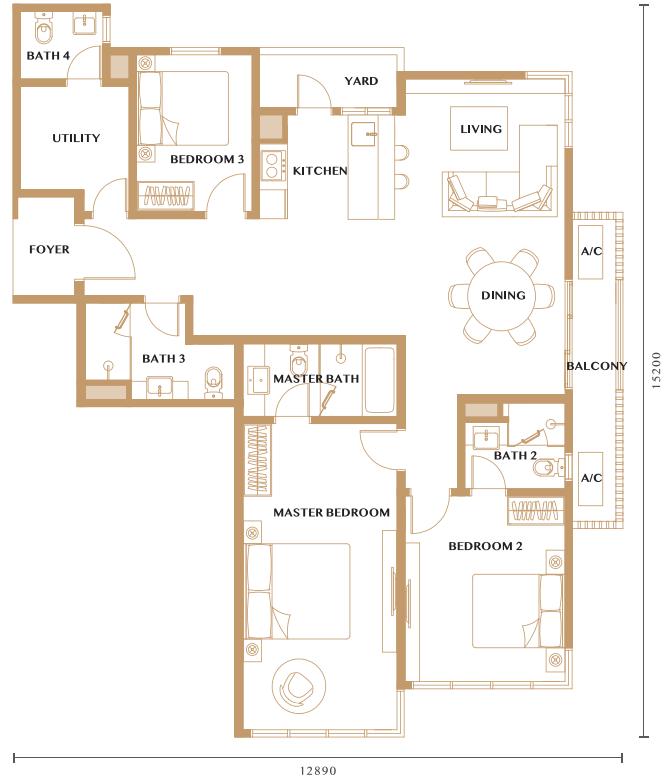 BATH 4
YARD
UTILITY
LIVING
BEDROOM 3
KITCHEN
FOYER
A/C
DINING
BATH 3
MASTER BATH
BALCONY
15200
BATH 2
A/C
MASTER BEDROOM
BEDROOM 2
12890